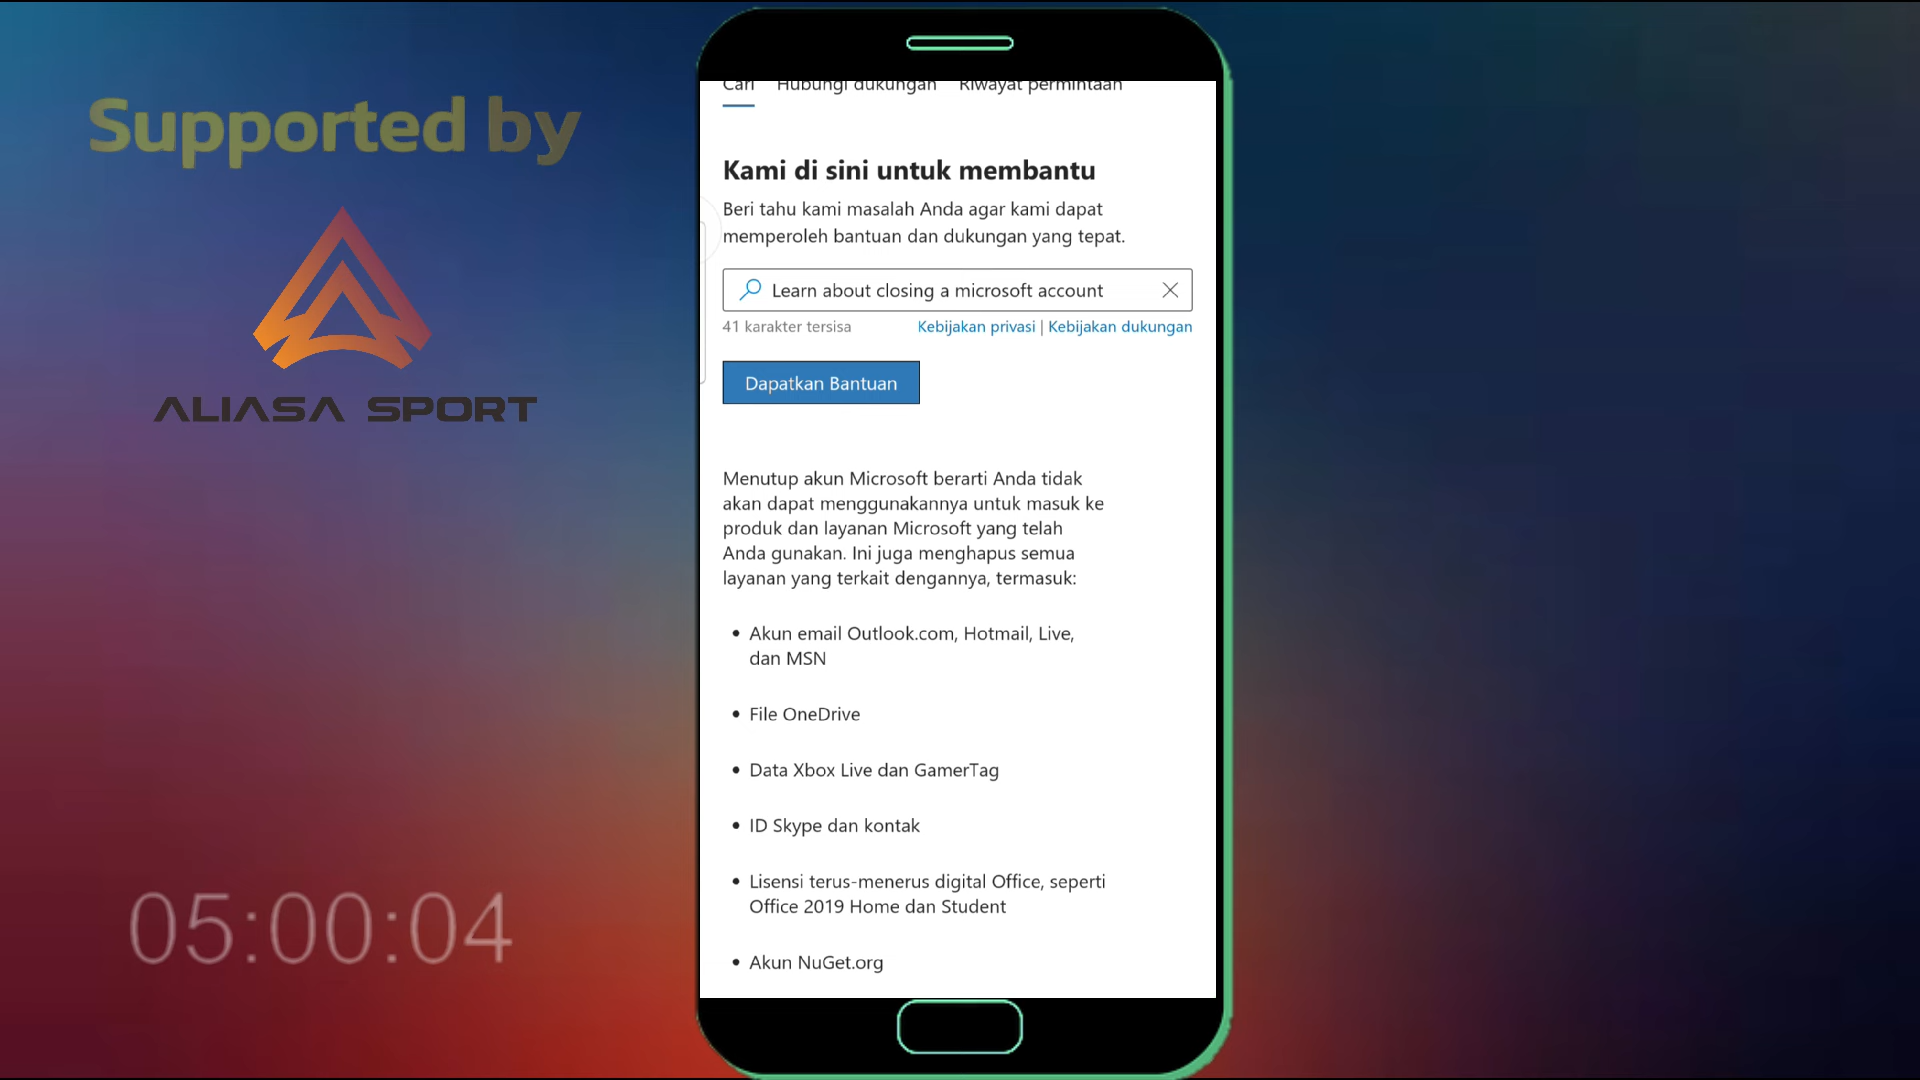 Supported by
ALIASA SPORT
05:00:04
Cari Hubungi dukungan Riwayat permintaan
Kami di sini untuk membantu
Beri tahu kami masalah Anda agar kami dapat
memperoleh bantuan dan dukungan yang tepat.
Learn about closing a microsoft account
41 karakter tersisa Kebijakan privasi | Kebijakan dukungan
Dapatkan Bantuan
Menutup akun Microsoft berarti Anda tidak
akan dapat menggunakannya untuk masuk ke
produk dan layanan Microsoft yang telah
Anda gunakan. Ini juga menghapus semua
layanan yang terkait dengannya, termasuk:
• Akun email Outlook.com, Hotmail, Live,
dan MSN
• File OneDrive
• Data Xbox Live dan GamerTag
• ID Skype dan kontak
• Lisensi terus-menerus digital Office, seperti
Office 2019 Home dan Student
• Akun NuGet.org